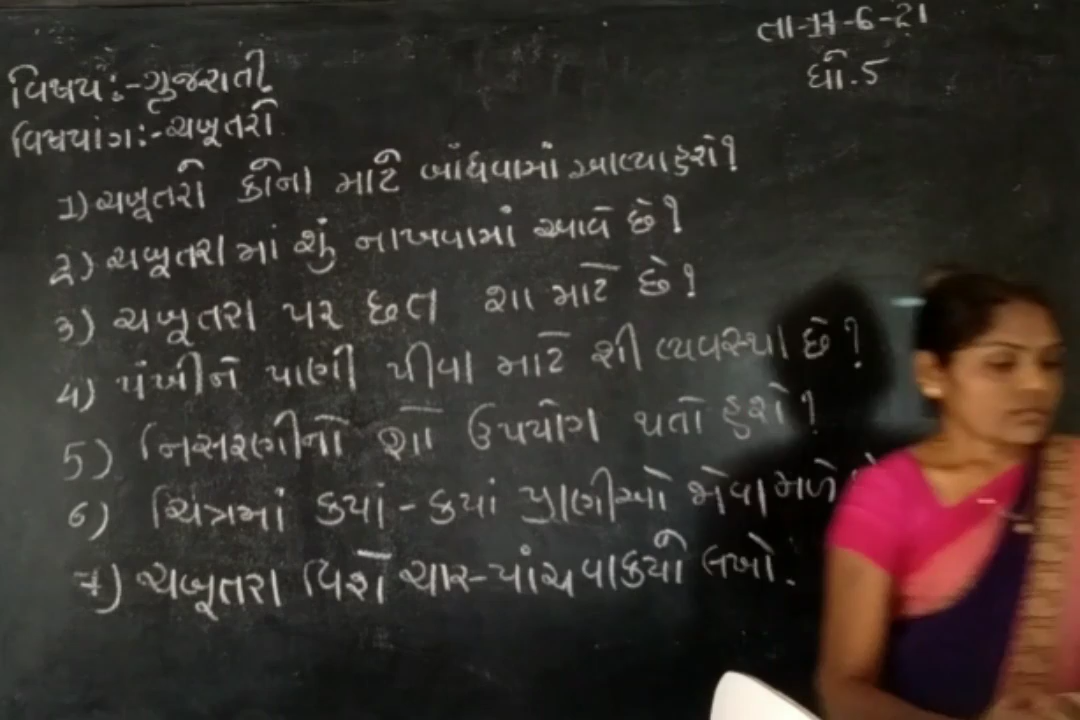 તા-17-6-21
ધો.5
વિષય:-ગુજરાતી
વિષયાંગ:-ચબૂતરો
1) ચબૂતરો કોના માટે બાંધવામાં આવ્યા હશે?
2) ચબૂતરામાં શું નાખવામાં આવે છે?
3) ચબૂતરા પર છત શા માટે છે?
4) પંખીને પાણી પીવા માટે શી વ્યવસ્થા છે?
5) નિસરણીનો શો ઉપયોગ થતો હશે?
6) ચિત્રમાં કયાં-કયાં પ્રાણીઓ જોવા મળે
7) ચબૂતરા વિશે ચાર-પાંચ વાકયો લખો.